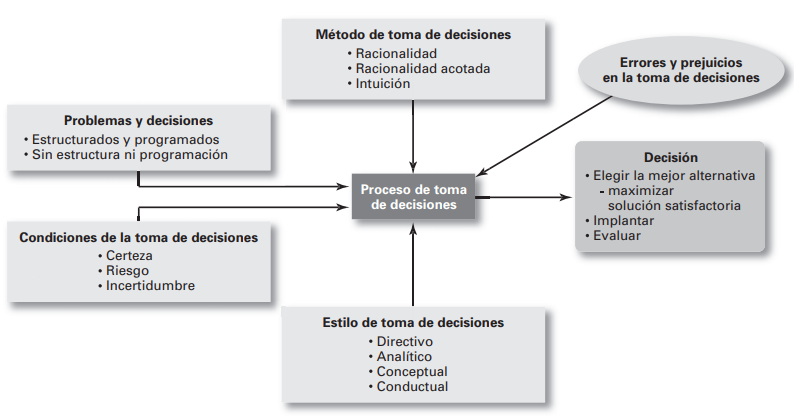 Método de toma de decisiones
• Racionalidad
• Racionalidad acotada
• Intuición
Errores y prejuicios
en la toma de decisiones
Problemas y decisiones
• Estructurados y programados
• Sin estructura ni programación
Proceso de toma
de decisiones
Decisión
• Elegir la mejor alternativa
- maximizar
solución satisfactoria
• Implantar
• Evaluar
Condiciones de la toma de decisiones
• Certeza
• Riesgo
• Incertidumbre
Estilo de toma de decisiones
• Directivo
• Analítico
• Conceptual
• Conductual